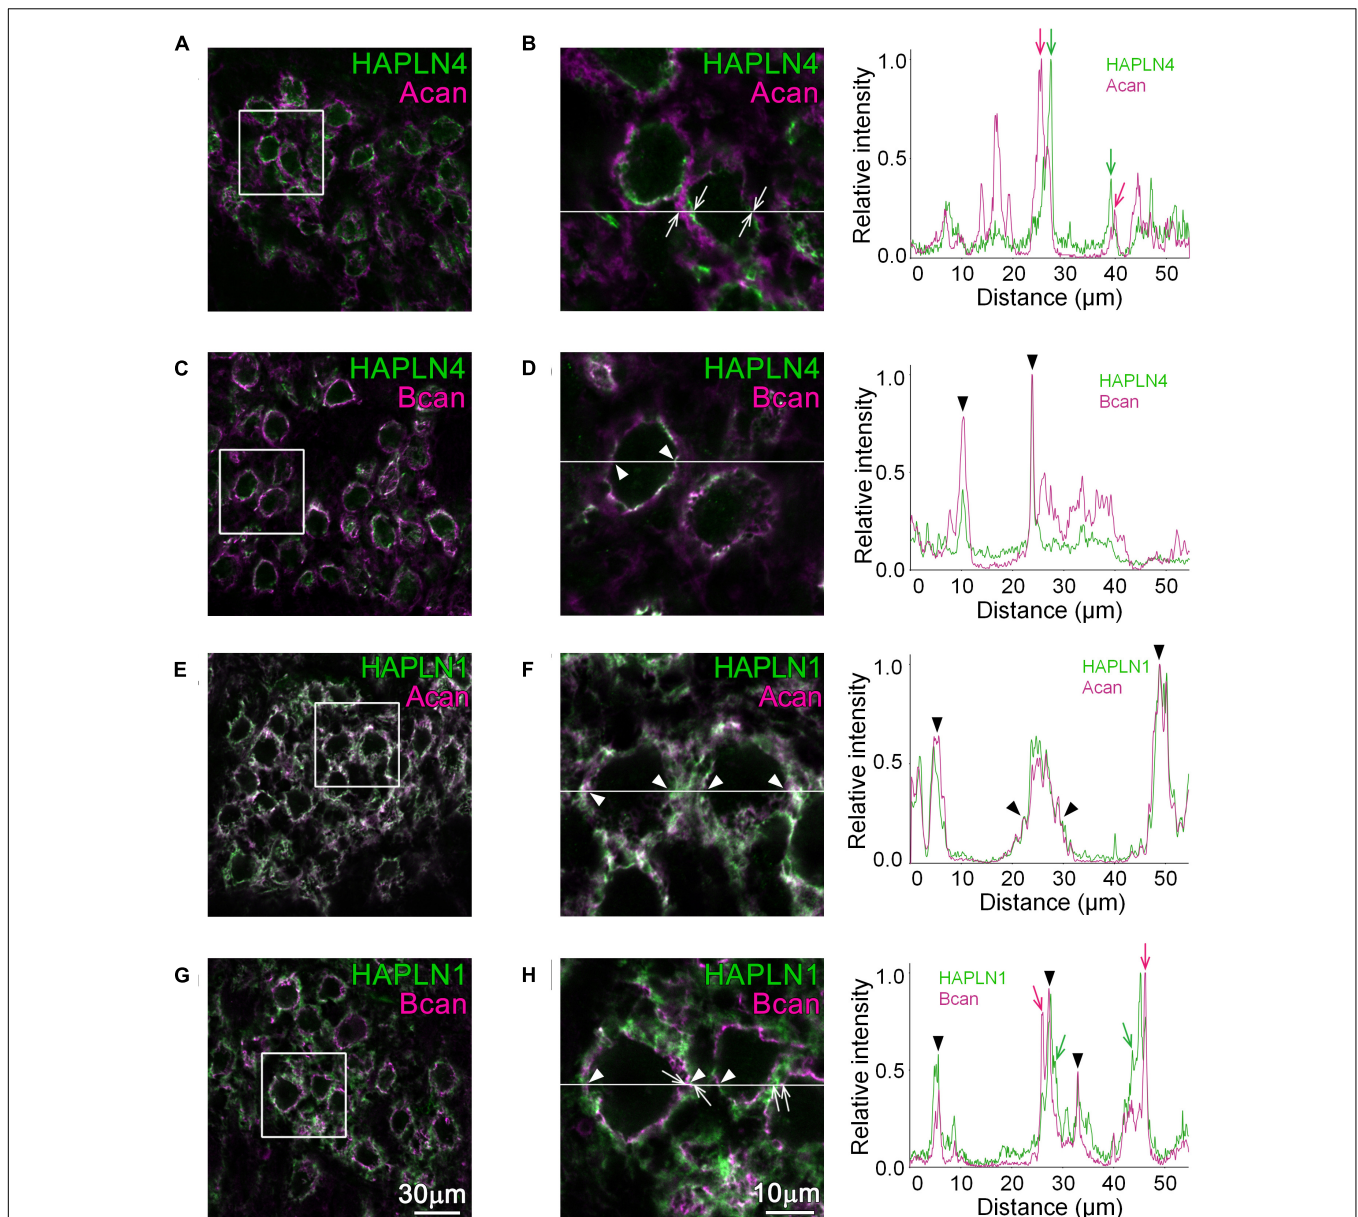 A
HAPLN4
Acan
B
HAPLN4
Acan
HAPLN4
Acan
Relative intensity
1.0
0.5
0.0
0 10 20 30 40 50
Distance (µm)
C
HAPLN4
Bcan
D
HAPLN4
Bcan
HAPLN4
Bcan
Relative intensity
1.0
0.5
0.0
0 10 20 30 40 50
Distance (µm)
E
HAPLN1
Acan
F
HAPLN1
Acan
HAPLN1
Acan
Relative intensity
1.0
0.5
0.0
0 10 20 30 40 50
Distance (µm)
G
HAPLN1
Bcan
30µm
H
HAPLN1
Bcan
10µm
HAPLN1
Bcan
Relative intensity
1.0
0.5
0.0
0 10 20 30 40 50
Distance (µm)